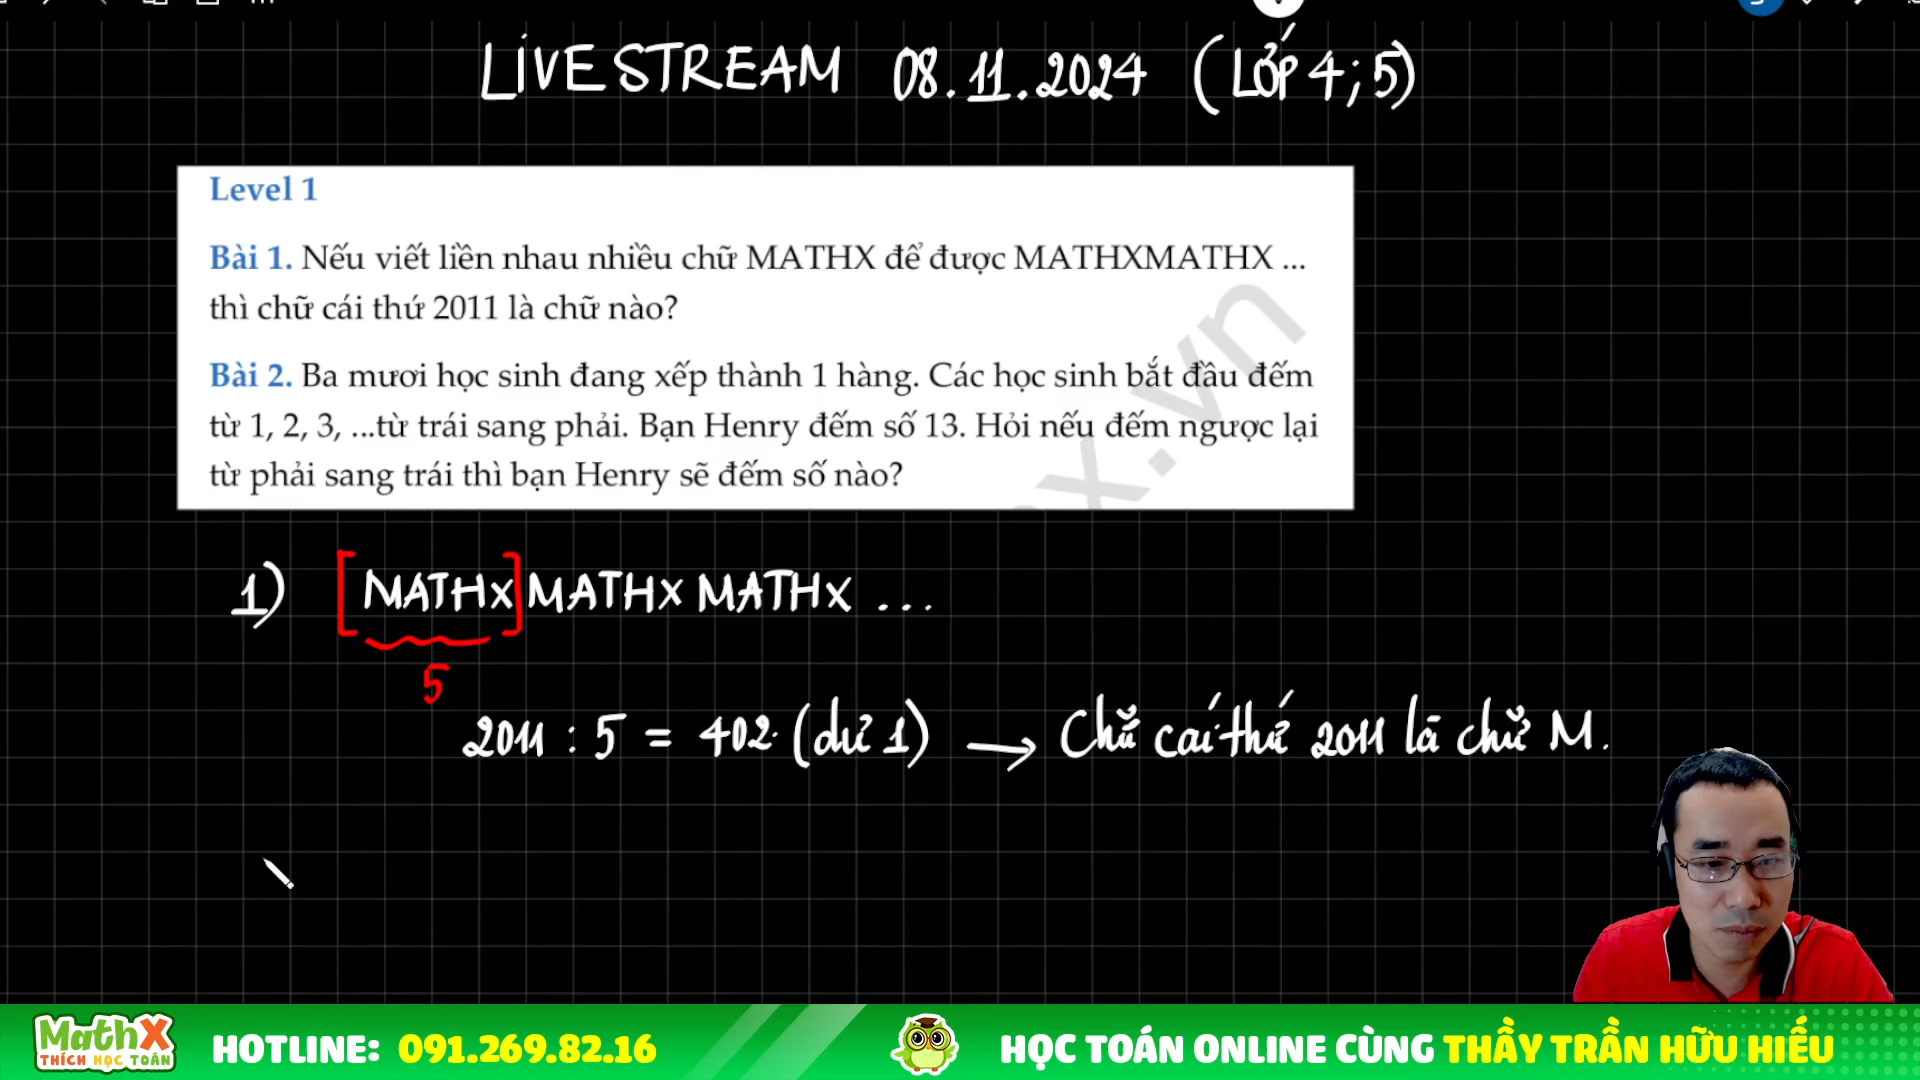 LIVE STREAM 08.11.2024 (LỚP 4; 5)
Level 1
Bài 1. Nếu viết liền nhau nhiều chữ MATHX để được MATHXMATHX ...
thì chữ cái thứ 2011 là chữ nào?
Bài 2. Ba mươi học sinh đang xếp thành 1 hàng. Các học sinh bắt đầu đếm
từ 1, 2, 3, ...từ trái sang phải. Bạn Henry đếm số 13. Hỏi nếu đếm ngược lại
từ phải sang trái thì bạn Henry sẽ đếm số nào?
x.vn
1) [MATHX] MATHX MATHX ...
5
2011 : 5 = 402 (dư 1) → Chữ cái thứ 2011 là chữ M.
MathX
THÍCH HỌC TOÁN
HOTLINE: 091.269.82.16
HỌC TOÁN ONLINE CÙNG THẦY TRẦN HỮU HIẾU